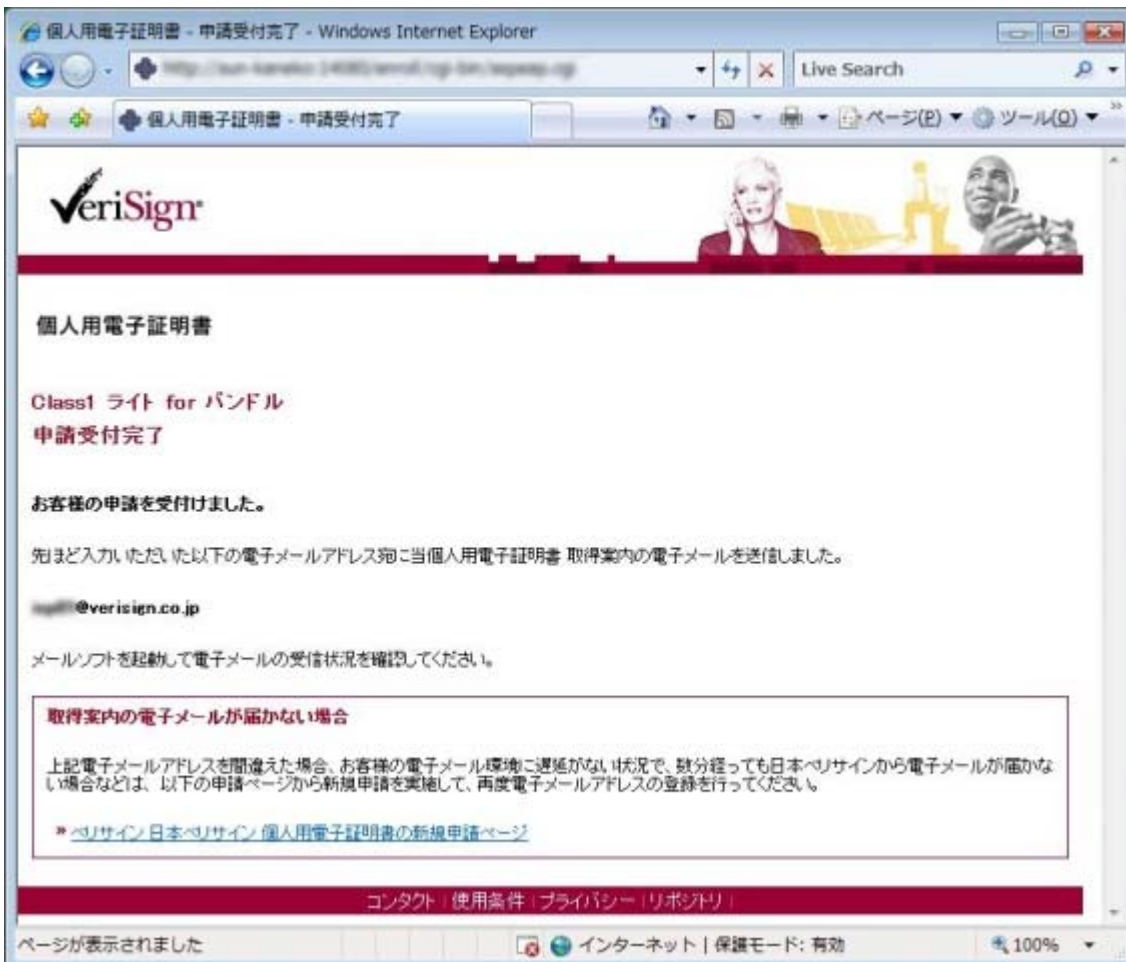 個人用電子証明書 - 申請受付完了 - Windows Internet Explorer
Live Search
個人用電子証明書 - 申請受付完了
ページ(P)
ツール(O)
VeriSign
個人用電子証明書
Class1 ライト for バンドル
申請受付完了
お客様の申請を受付けました。
先ほど入力いただいた以下の電子メールアドレス宛に当個人用電子証明書 取得案内の電子メールを送信しました。
@verisign.co.jp
メールソフトを起動して電子メールの受信状況を確認してください。
取得案内の電子メールが届かない場合
上記電子メールアドレスを間違えた場合、お客様の電子メール環境に遅延がない状況で、数分経っても日本ベリサインから電子メールが届かな
い場合などは、以下の申請ページから新規申請を実施して、再度電子メールアドレスの登録を行ってください。
» ベリサイン 日本ベリサイン 個人用電子証明書の新規申請ページ
コンタクト | 使用条件 | プライバシー | リポジトリ |
ページが表示されました
インターネット | 保護モード: 有効
100%